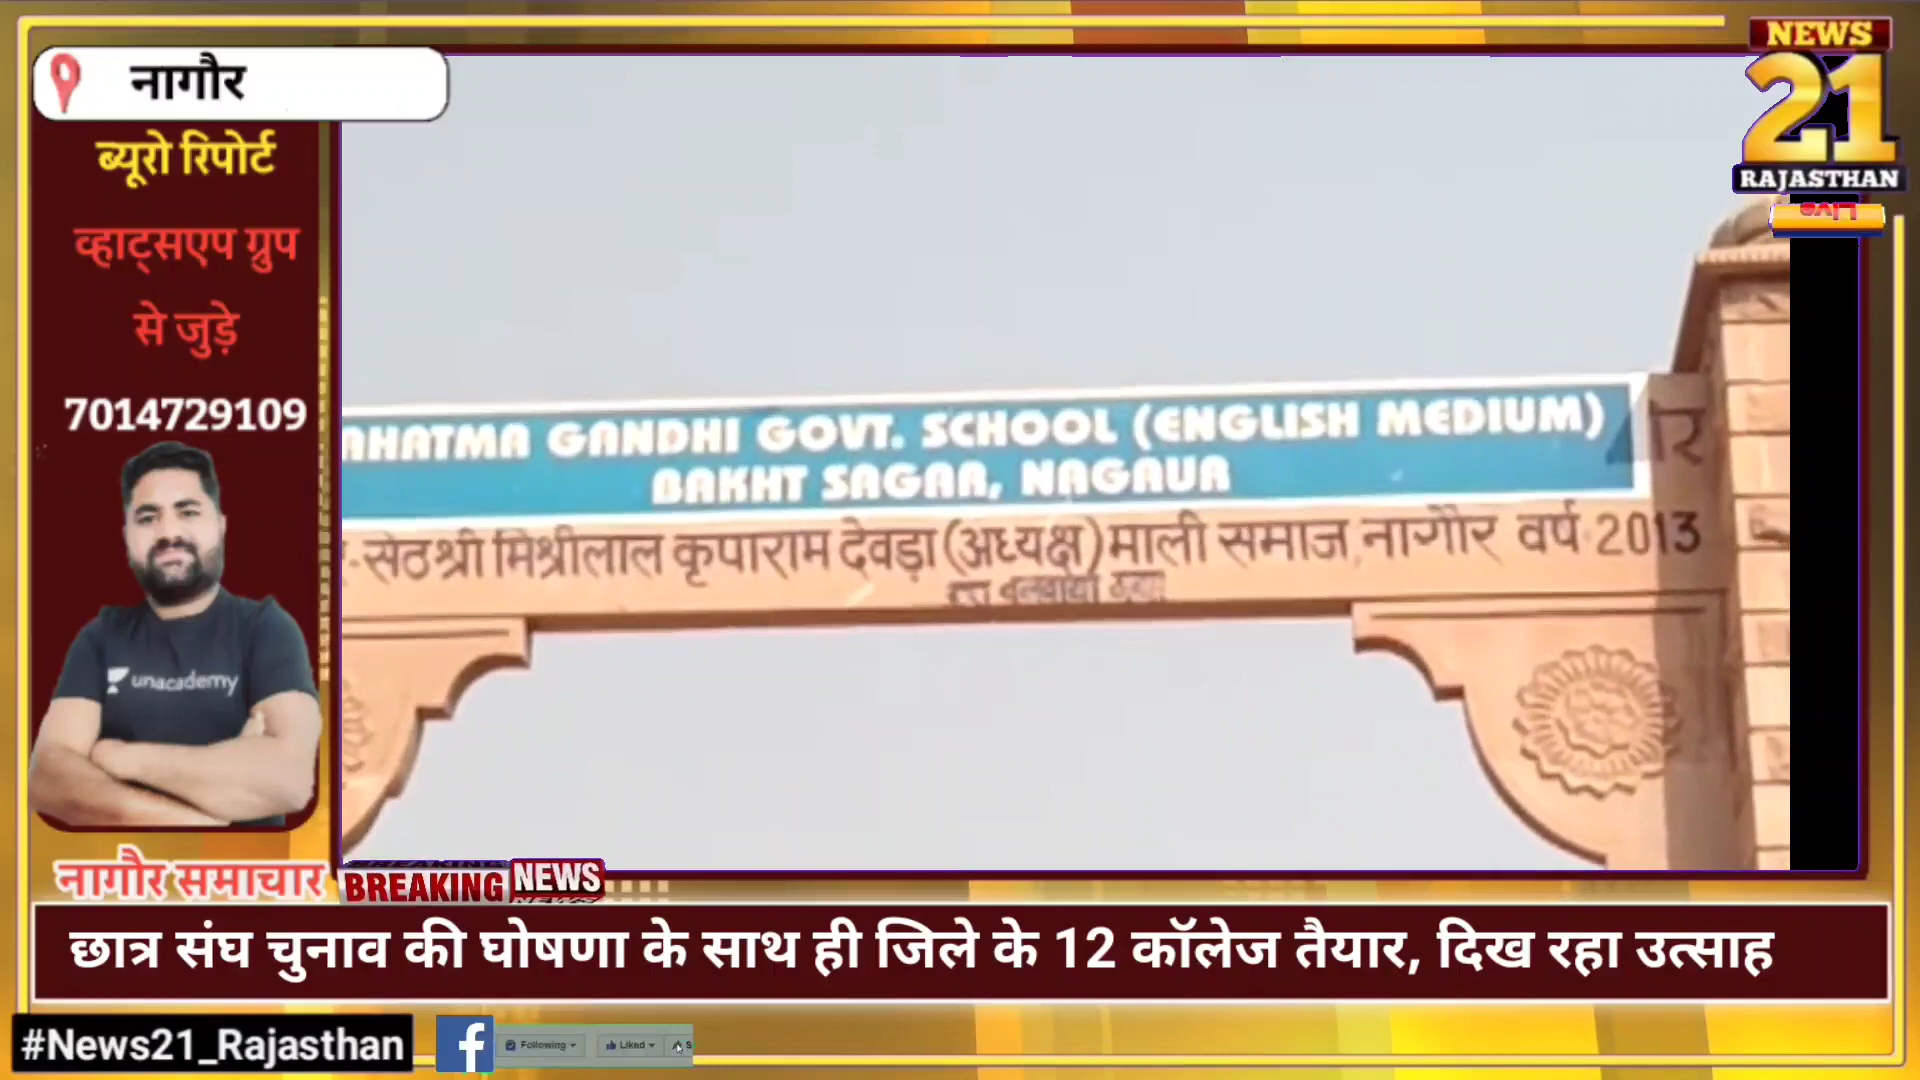 नागौर
NEWS
21
RAJASTHAN
Live
ब्यूरो रिपोर्ट
व्हाट्सएप ग्रुप
से जुड़े
7014729109
unacademy
AHATMA GANDHI GOVT. SCHOOL (ENGLISH MEDIUM)
BAKHT SAGAR, NAGAUR
सेठ श्री मिश्रीलाल कृपाराम देवड़ा (अध्यक्ष) माली समाज, नागौर वर्ष 2013
नागौर समाचार
BREAKING NEWS
छात्र संघ चुनाव की घोषणा के साथ ही जिले के 12 कॉलेज तैयार, दिख रहा उत्साह
#News21_Rajasthan
f Following Liked S